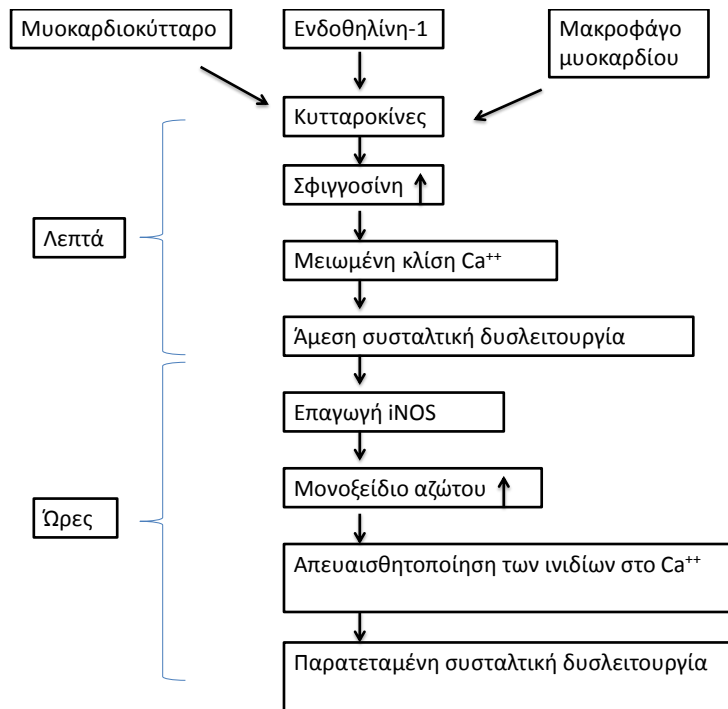 Μυοκαρδιοκύτταρο
Ενδοθηλίνη-1
Μακροφάγο
μυοκαρδίου
Κυτταροκίνες
Σφιγγοσίνη
Λεπτά
Μειωμένη κλίση Ca⁺⁺
Άμεση συσταλτική δυσλειτουργία
Επαγωγή iNOS
Μονοξείδιο αζώτου
Ώρες
Απευαισθητοποίηση των ινιδίων στο Ca⁺⁺
Παρατεταμένη συσταλτική δυσλειτουργία